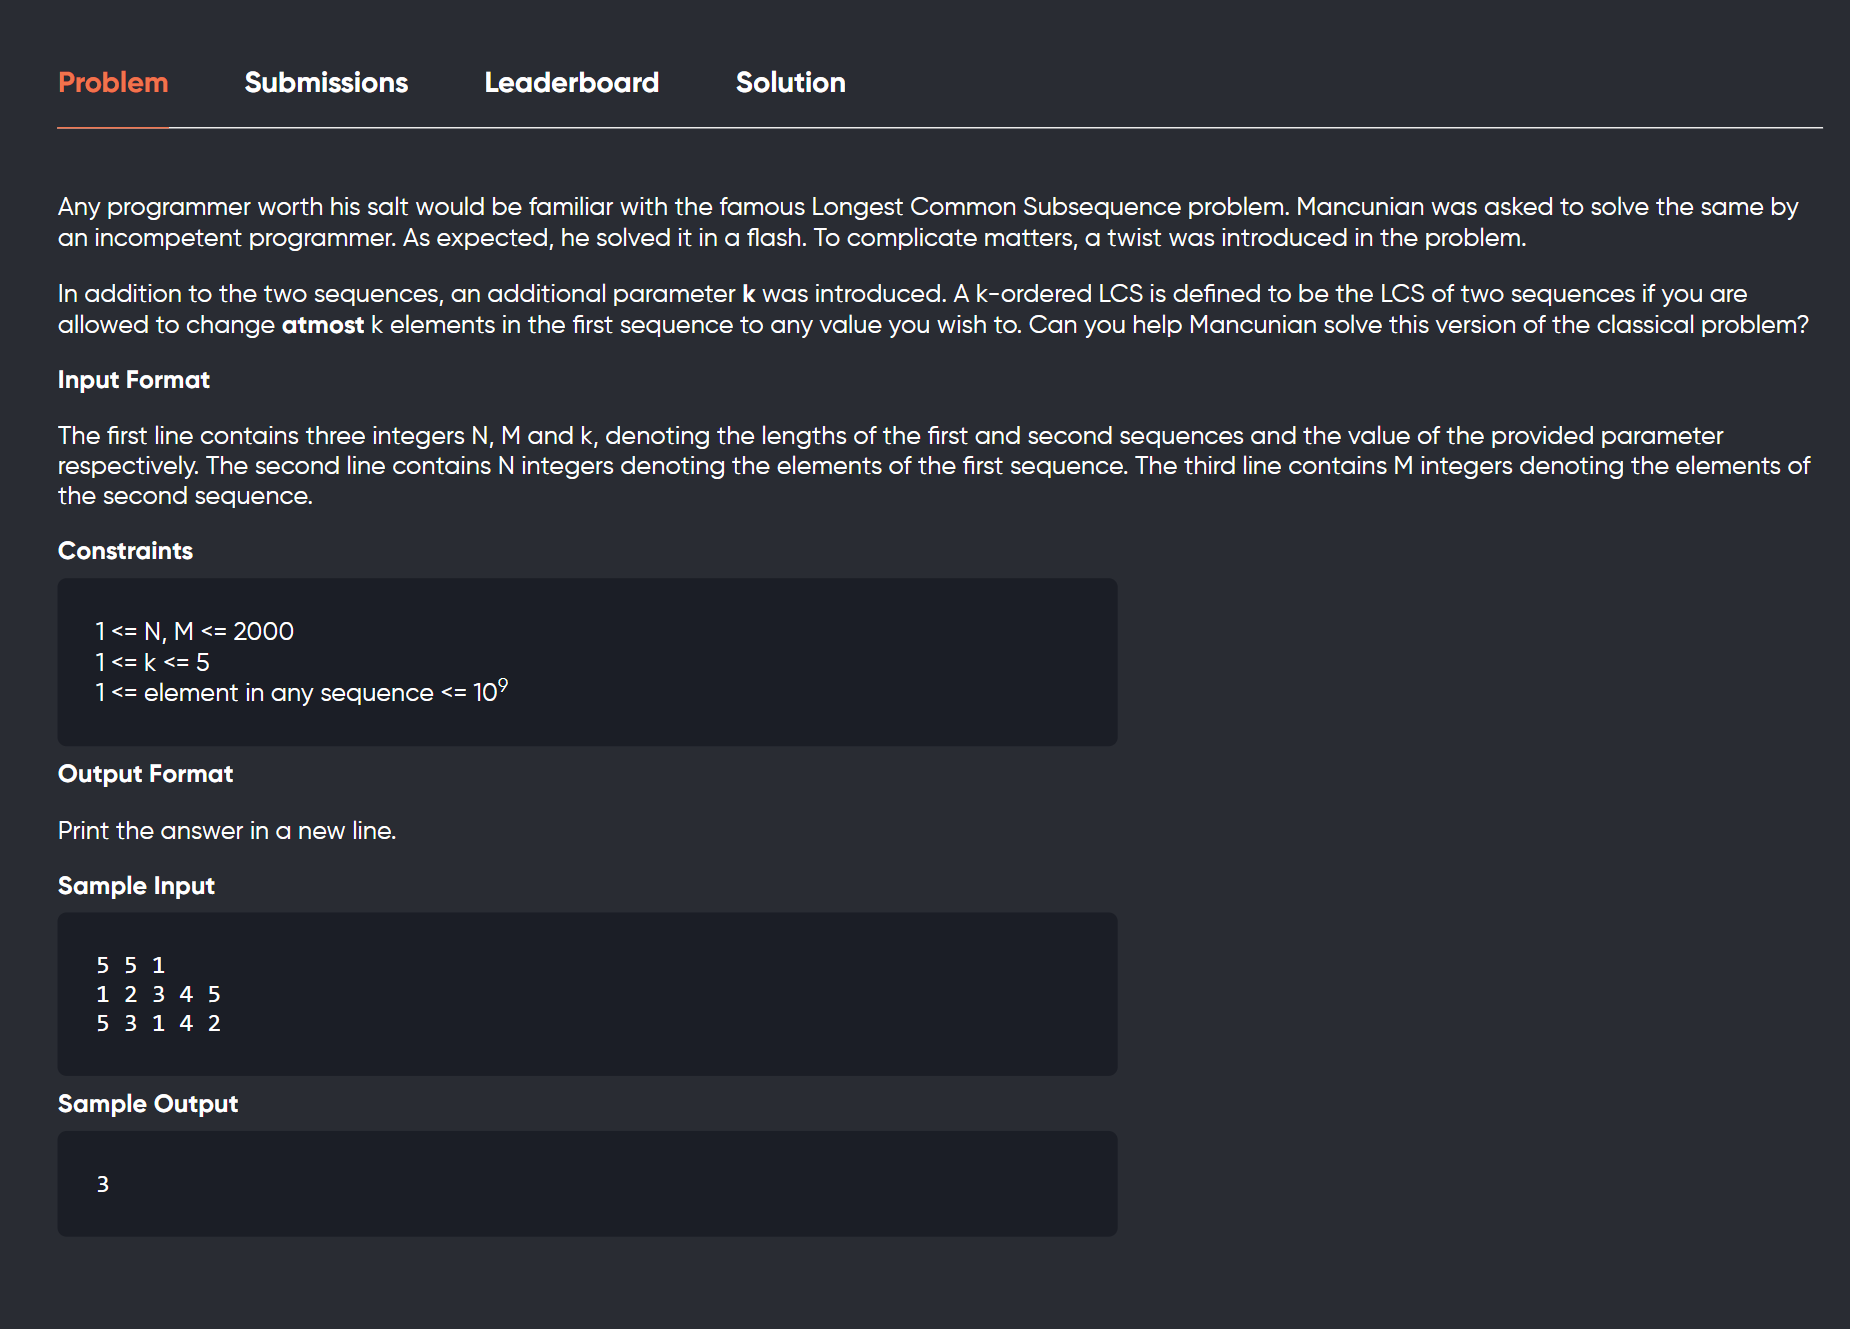 Problem Submissions Leaderboard Solution
Any programmer worth his salt would be familiar with the famous Longest Common Subsequence problem. Mancunian was asked to solve the same by
an incompetent programmer. As expected, he solved it in a flash. To complicate matters, a twist was introduced in the problem.
In addition to the two sequences, an additional parameter k was introduced. A k-ordered LCS is defined to be the LCS of two sequences if you are
allowed to change atmost k elements in the first sequence to any value you wish to. Can you help Mancunian solve this version of the classical problem?
Input Format
The first line contains three integers N, M and k, denoting the lengths of the first and second sequences and the value of the provided parameter
respectively. The second line contains N integers denoting the elements of the first sequence. The third line contains M integers denoting the elements of
the second sequence.
Constraints
1 <= N, M <= 2000
1 <= k <= 5
1 <= element in any sequence <= 10⁹
Output Format
Print the answer in a new line.
Sample Input
5 5 1
1 2 3 4 5
5 3 1 4 2
Sample Output
3